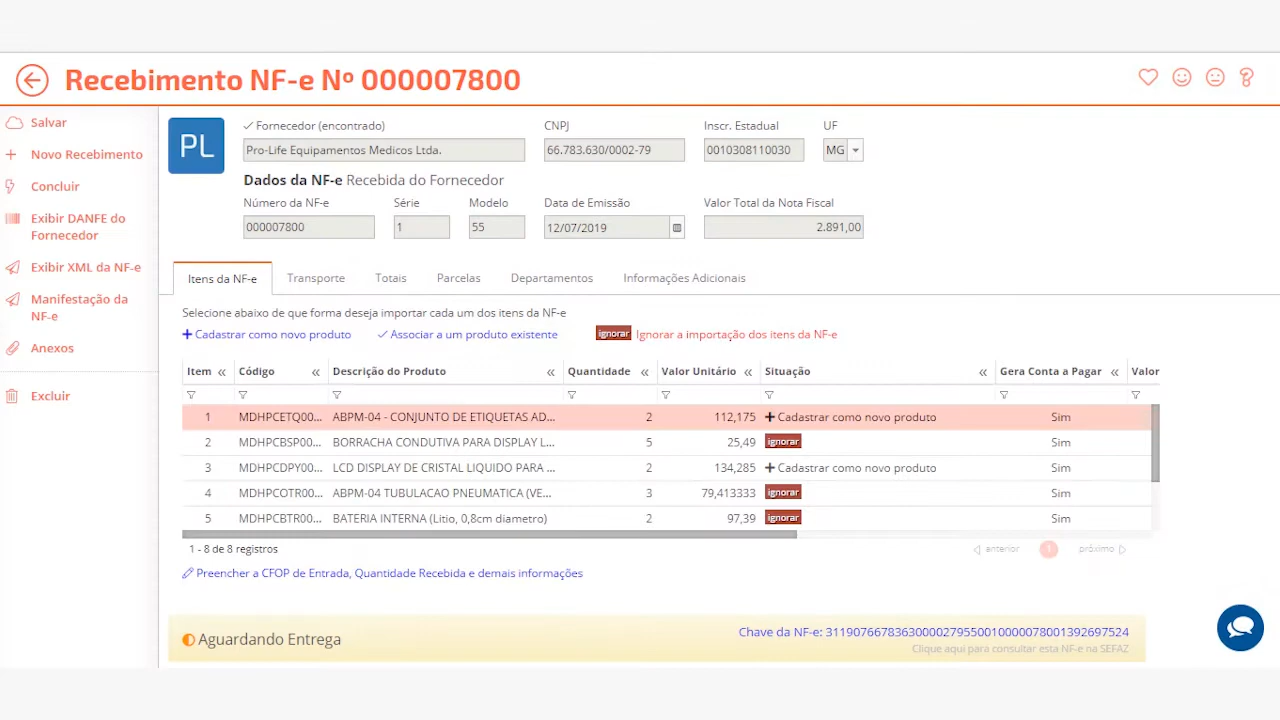 Recebimento NF-e Nº 000007800
Salvar
Novo Recebimento
Concluir
Exibir DANFE do
Fornecedor
Exibir XML da NF-e
Manifestação da
NF-e
Anexos
Excluir
PL
Fornecedor (encontrado) CNPJ Inscr. Estadual UF
Pro-Life Equipamentos Medicos Ltda. 66.783.630/0002-79 0010308110030 MG
Dados da NF-e Recebida do Fornecedor
Número da NF-e Série Modelo Data de Emissão Valor Total da Nota Fiscal
000007800 1 55 12/07/2019 2.891,00
Itens da NF-e Transporte Totais Parcelas Departamentos Informações Adicionais
Selecione abaixo de que forma deseja importar cada um dos itens da NF-e
Cadastrar como novo produto Associar a um produto existente ignorar Ignorar a importação dos itens da NF-e
Item « Código « Descrição do Produto « Quantidade « Valor Unitário « Situação « Gera Conta a Pagar « Valor
1 MDHPCETQ00... ABPM-04 - CONJUNTO DE ETIQUETAS AD... 2 112,175 Cadastrar como novo produto Sim
2 MDHPCBSP00... BORRACHA CONDUTIVA PARA DISPLAY L... 5 25,49 ignorar Sim
3 MDHPCDPY00... LCD DISPLAY DE CRISTAL LIQUIDO PARA ... 2 134,285 Cadastrar como novo produto Sim
4 MDHPCOTR00... ABPM-04 TUBULACAO PNEUMATICA (VE... 3 79,413333 ignorar Sim
5 MDHPCBTR00... BATERIA INTERNA (Litio, 0,8cm diametro) 2 97,39 ignorar Sim
1 - 8 de 8 registros anterior 1 próximo
Preencher a CFOP de Entrada, Quantidade Recebida e demais informações
Aguardando Entrega
Chave da NF-e: 31190766783630000279550010000078001392697524
Clique aqui para consultar esta NF-e na SEFAZ